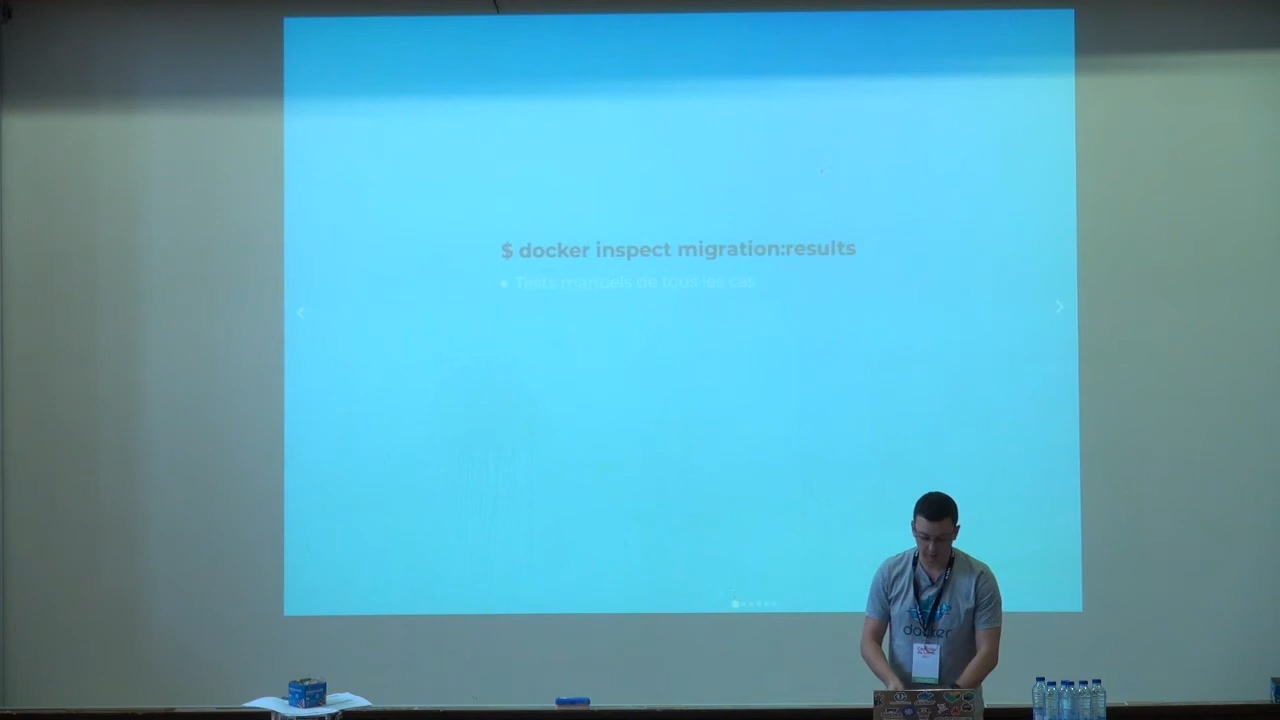 $ docker inspect migration:results
• Tests manuels de tous les cas
docker